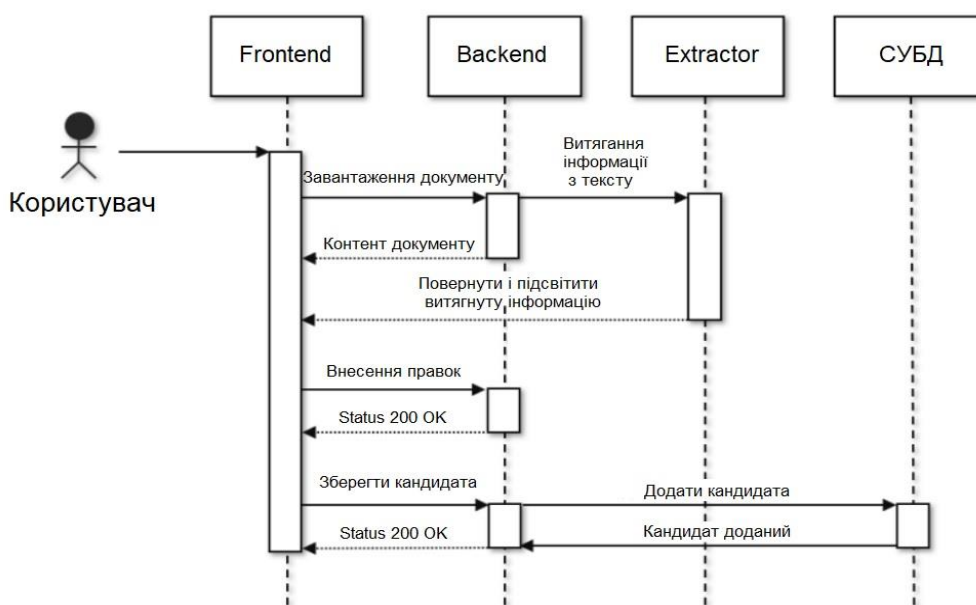 Frontend
Backend
Extractor
СУБД
Користувач
Завантаження документу
Витягання
інформації
з тексту
Контент документу
Повернути і підсвітити
витягнуту інформацію
Внесення правок
Status 200 OK
Зберегти кандидата
Додати кандидата
Status 200 OK
Кандидат доданий